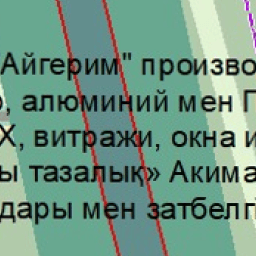 Айгерим" произво
, алюминий мен П
Х, витражи, окна и
ы тазалық» Акима
дары мен затбелгі